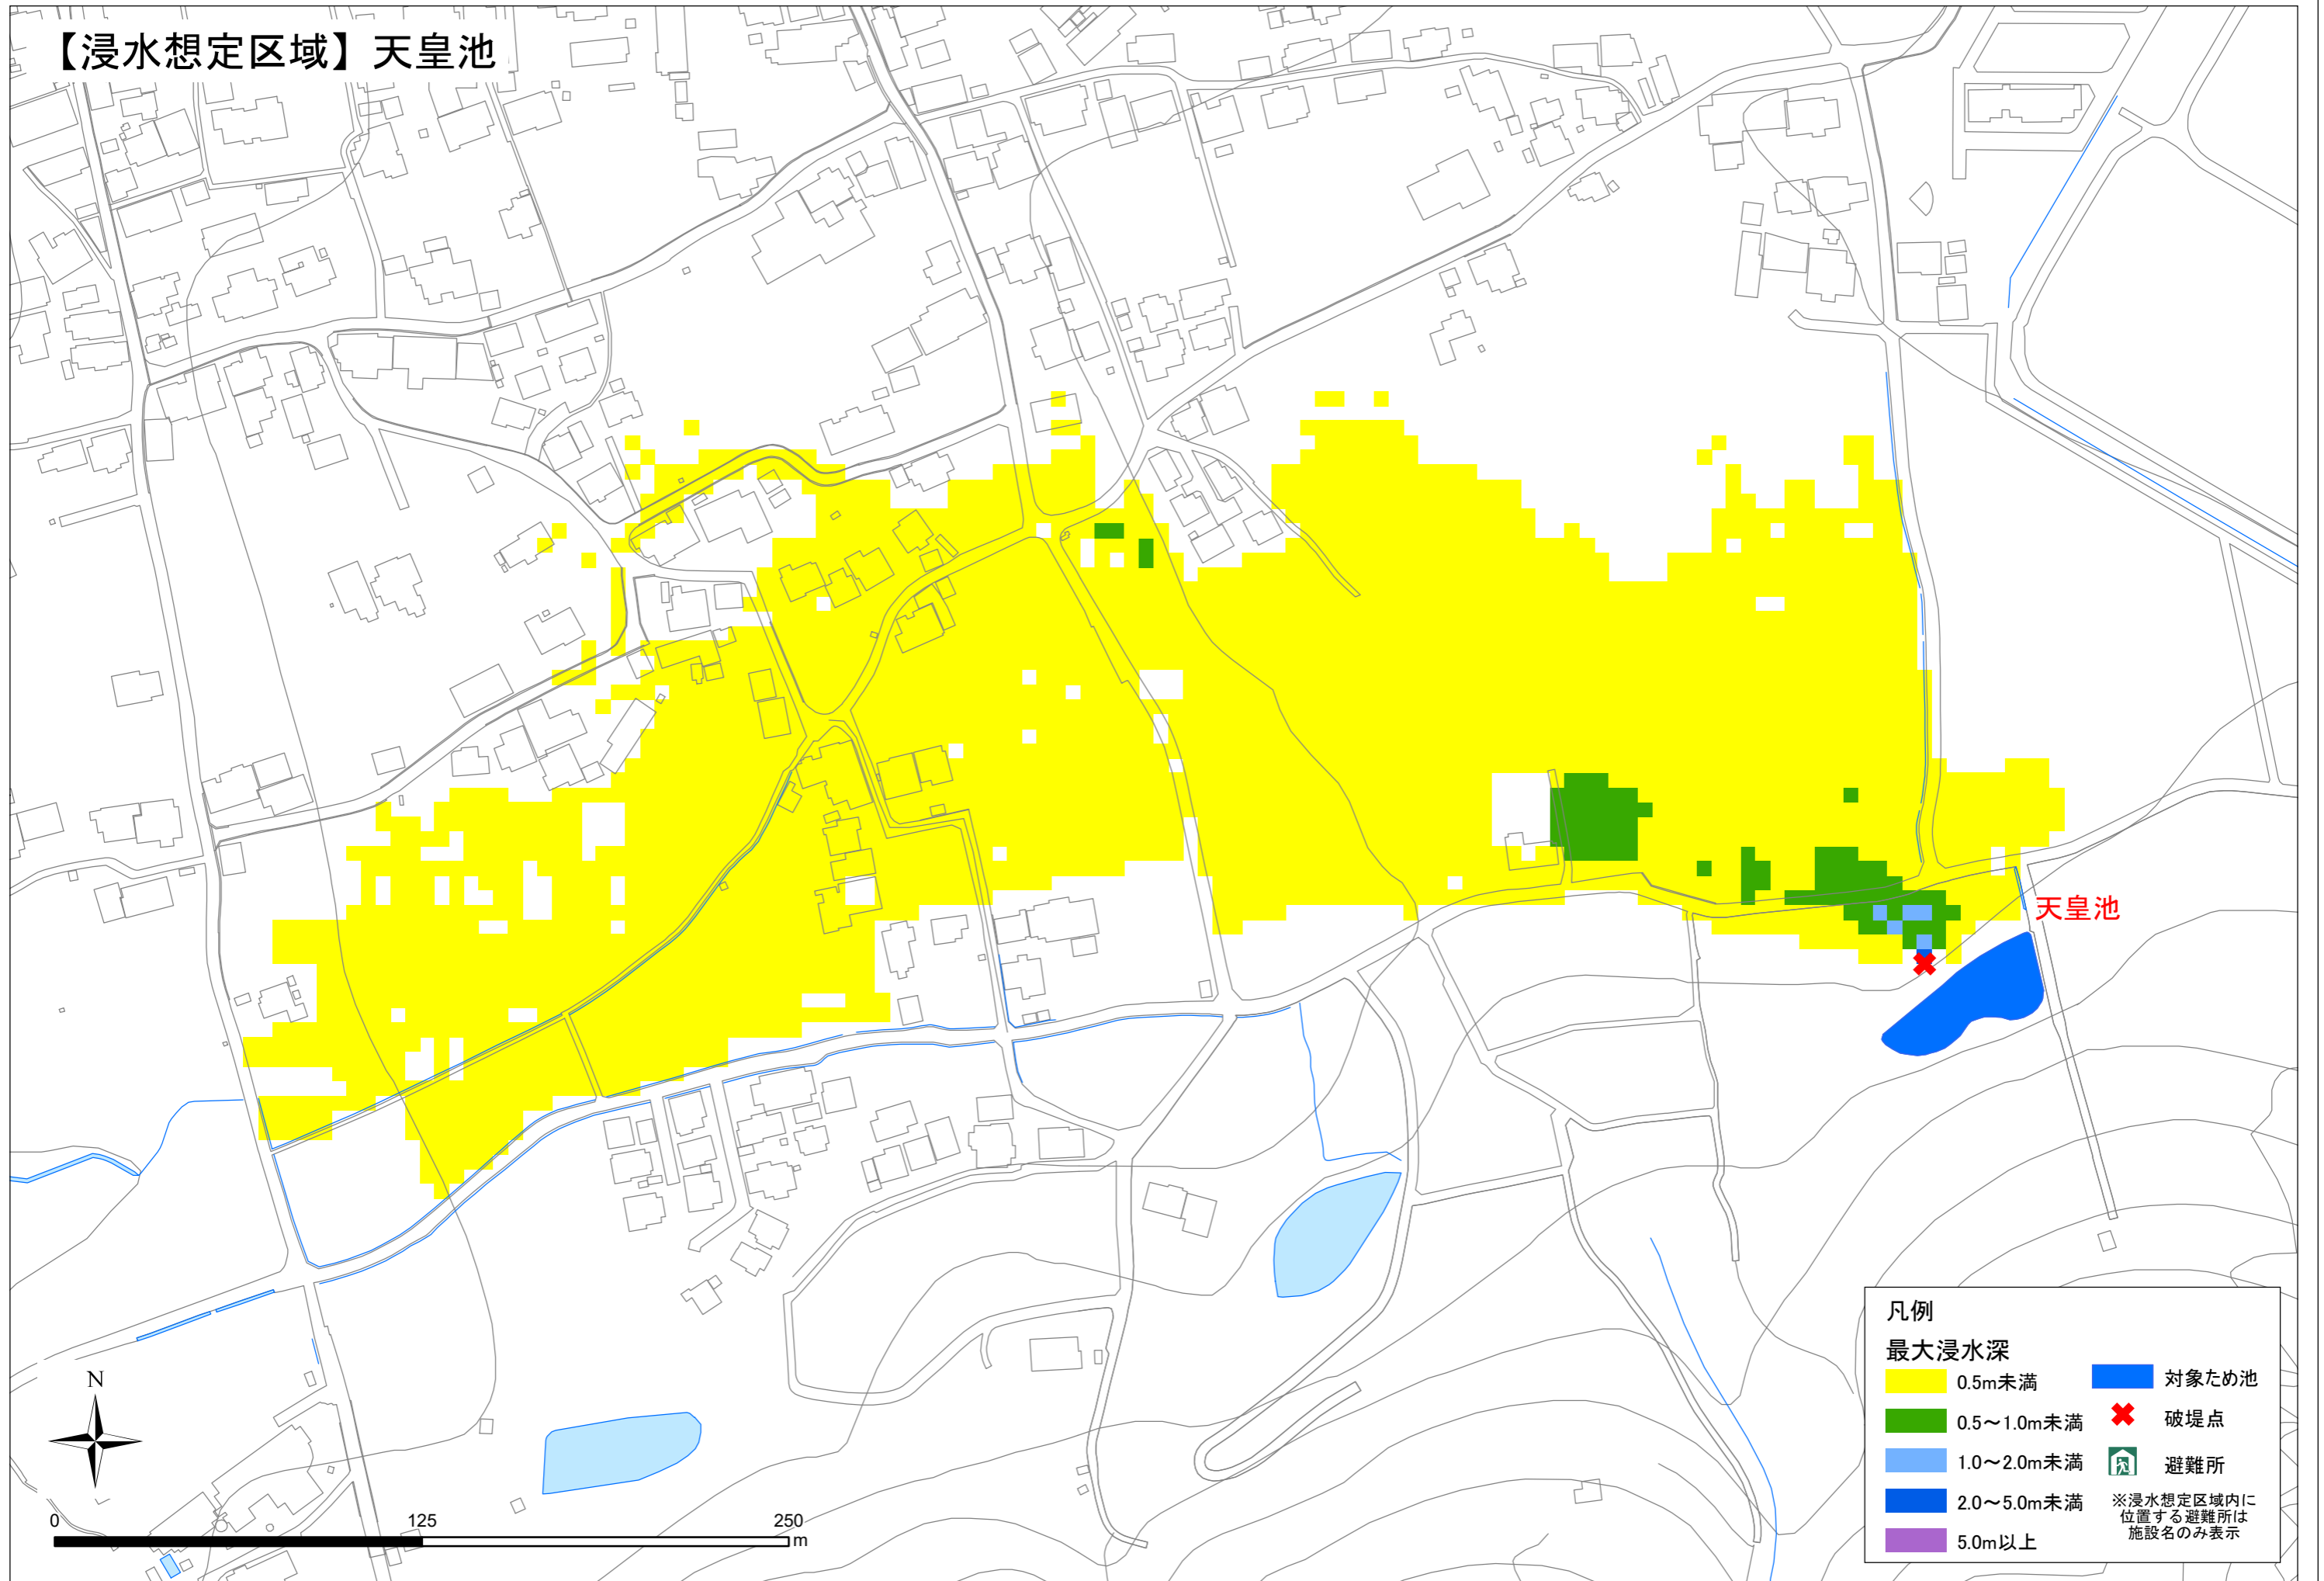 【浸水想定区域】天皇池
天皇池
N
0 125 250
m
凡例
最大浸水深
0.5m未満
0.5～1.0m未満
1.0～2.0m未満
2.0～5.0m未満
5.0m以上
対象ため池
破堤点
避難所
※浸水想定区域内に
位置する避難所は
施設名のみ表示